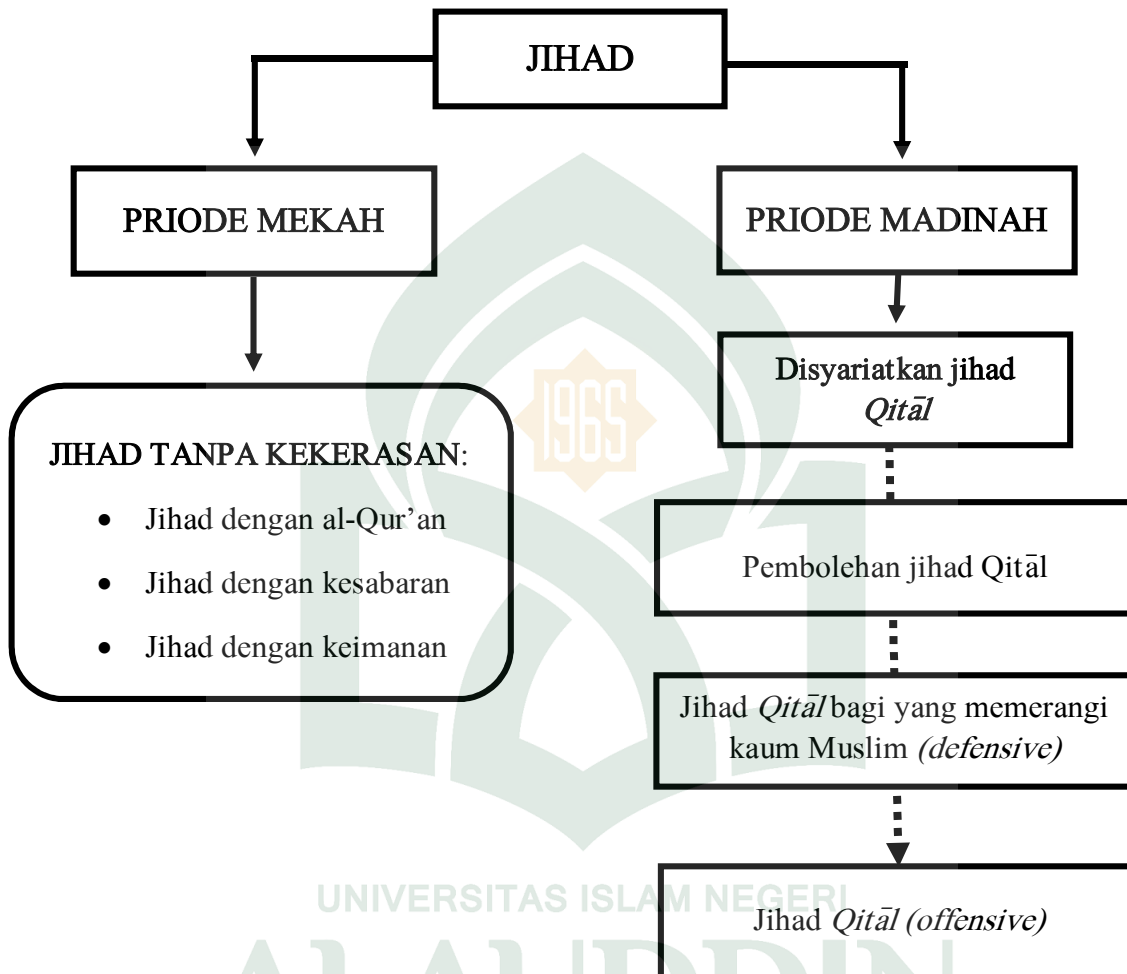 JIHAD
PRIODE MEKAH
PRIODE MADINAH
JIHAD TANPA KEKERASAN:
• Jihad dengan al-Qur’an
• Jihad dengan kesabaran
• Jihad dengan keimanan
Disyariatkan jihad
Qitāl
Pembolehan jihad Qitāl
Jihad Qitāl bagi yang memerangi
kaum Muslim (defensive)
Jihad Qitāl (offensive)
1965
UNIVERSITAS ISLAM NEGERI
ALAUDDIN